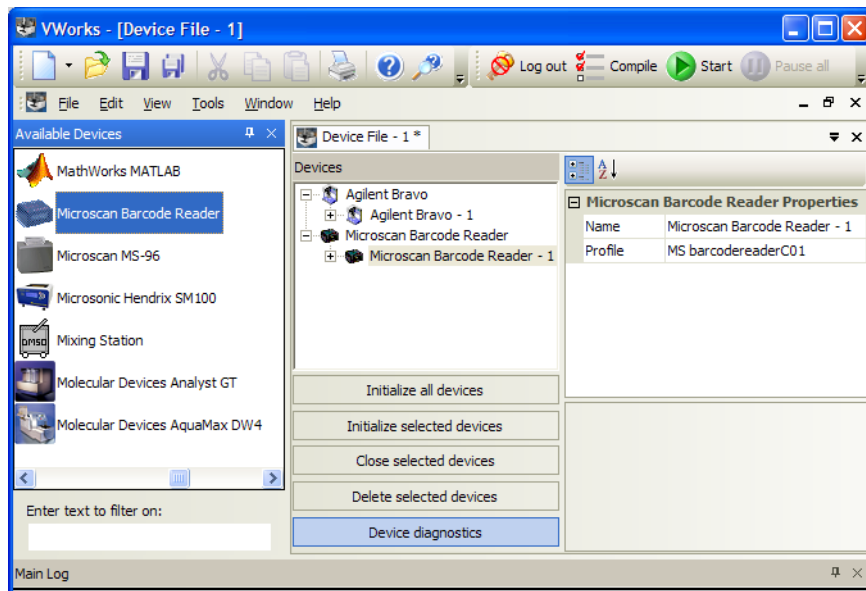 VWorks - [Device File - 1]
Log out Compile Start Pause all
File Edit View Tools Window Help
Available Devices
MathWorks MATLAB
Microscan Barcode Reader
Microscan MS-96
Microsonic Hendrix SM100
DMSO
Mixing Station
Molecular Devices Analyst GT
Molecular Devices AquaMax DW4
Enter text to filter on:
Device File - 1 *
Devices
Agilent Bravo
Agilent Bravo - 1
Microscan Barcode Reader
Microscan Barcode Reader - 1
Initialize all devices
Initialize selected devices
Close selected devices
Delete selected devices
Device diagnostics
A
Z
Microscan Barcode Reader Properties
Name Microscan Barcode Reader - 1
Profile MS barcodereaderC01
Main Log